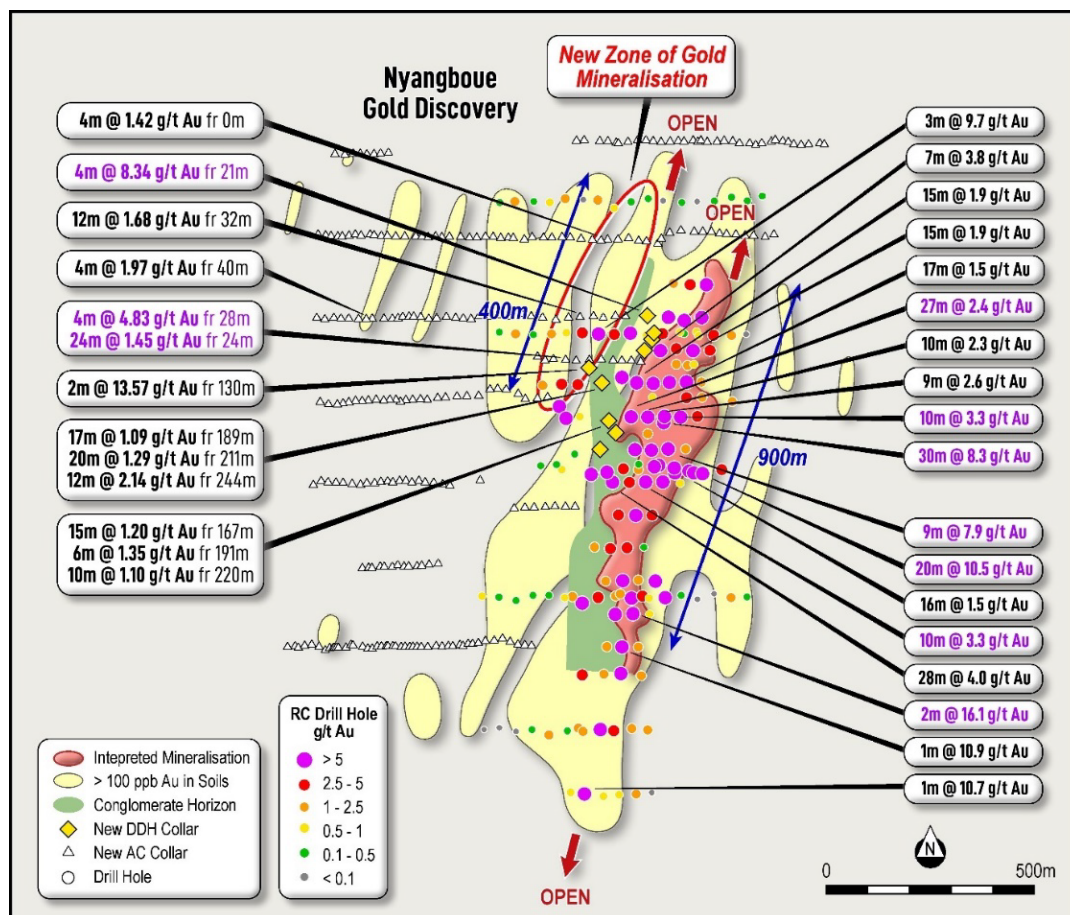 New Zone of Gold
Mineralisation
Nyangboue
Gold Discovery
OPEN
OPEN
4m @ 1.42 g/t Au fr 0m
4m @ 8.34 g/t Au fr 21m
12m @ 1.68 g/t Au fr 32m
4m @ 1.97 g/t Au fr 40m
4m @ 4.83 g/t Au fr 28m
24m @ 1.45 g/t Au fr 24m
2m @ 13.57 g/t Au fr 130m
17m @ 1.09 g/t Au fr 189m
20m @ 1.29 g/t Au fr 211m
12m @ 2.14 g/t Au fr 244m
15m @ 1.20 g/t Au fr 167m
6m @ 1.35 g/t Au fr 191m
10m @ 1.10 g/t Au fr 220m
400m
900m
3m @ 9.7 g/t Au
7m @ 3.8 g/t Au
15m @ 1.9 g/t Au
15m @ 1.9 g/t Au
17m @ 1.5 g/t Au
27m @ 2.4 g/t Au
10m @ 2.3 g/t Au
9m @ 2.6 g/t Au
10m @ 3.3 g/t Au
30m @ 8.3 g/t Au
9m @ 7.9 g/t Au
20m @ 10.5 g/t Au
16m @ 1.5 g/t Au
10m @ 3.3 g/t Au
28m @ 4.0 g/t Au
2m @ 16.1 g/t Au
1m @ 10.9 g/t Au
1m @ 10.7 g/t Au
Intepreted Mineralisation
> 100 ppb Au in Soils
Conglomerate Horizon
New DDH Collar
New AC Collar
Drill Hole
RC Drill Hole
g/t Au
> 5
2.5 - 5
1 - 2.5
0.5 - 1
0.1 - 0.5
< 0.1
OPEN
N
0 500m